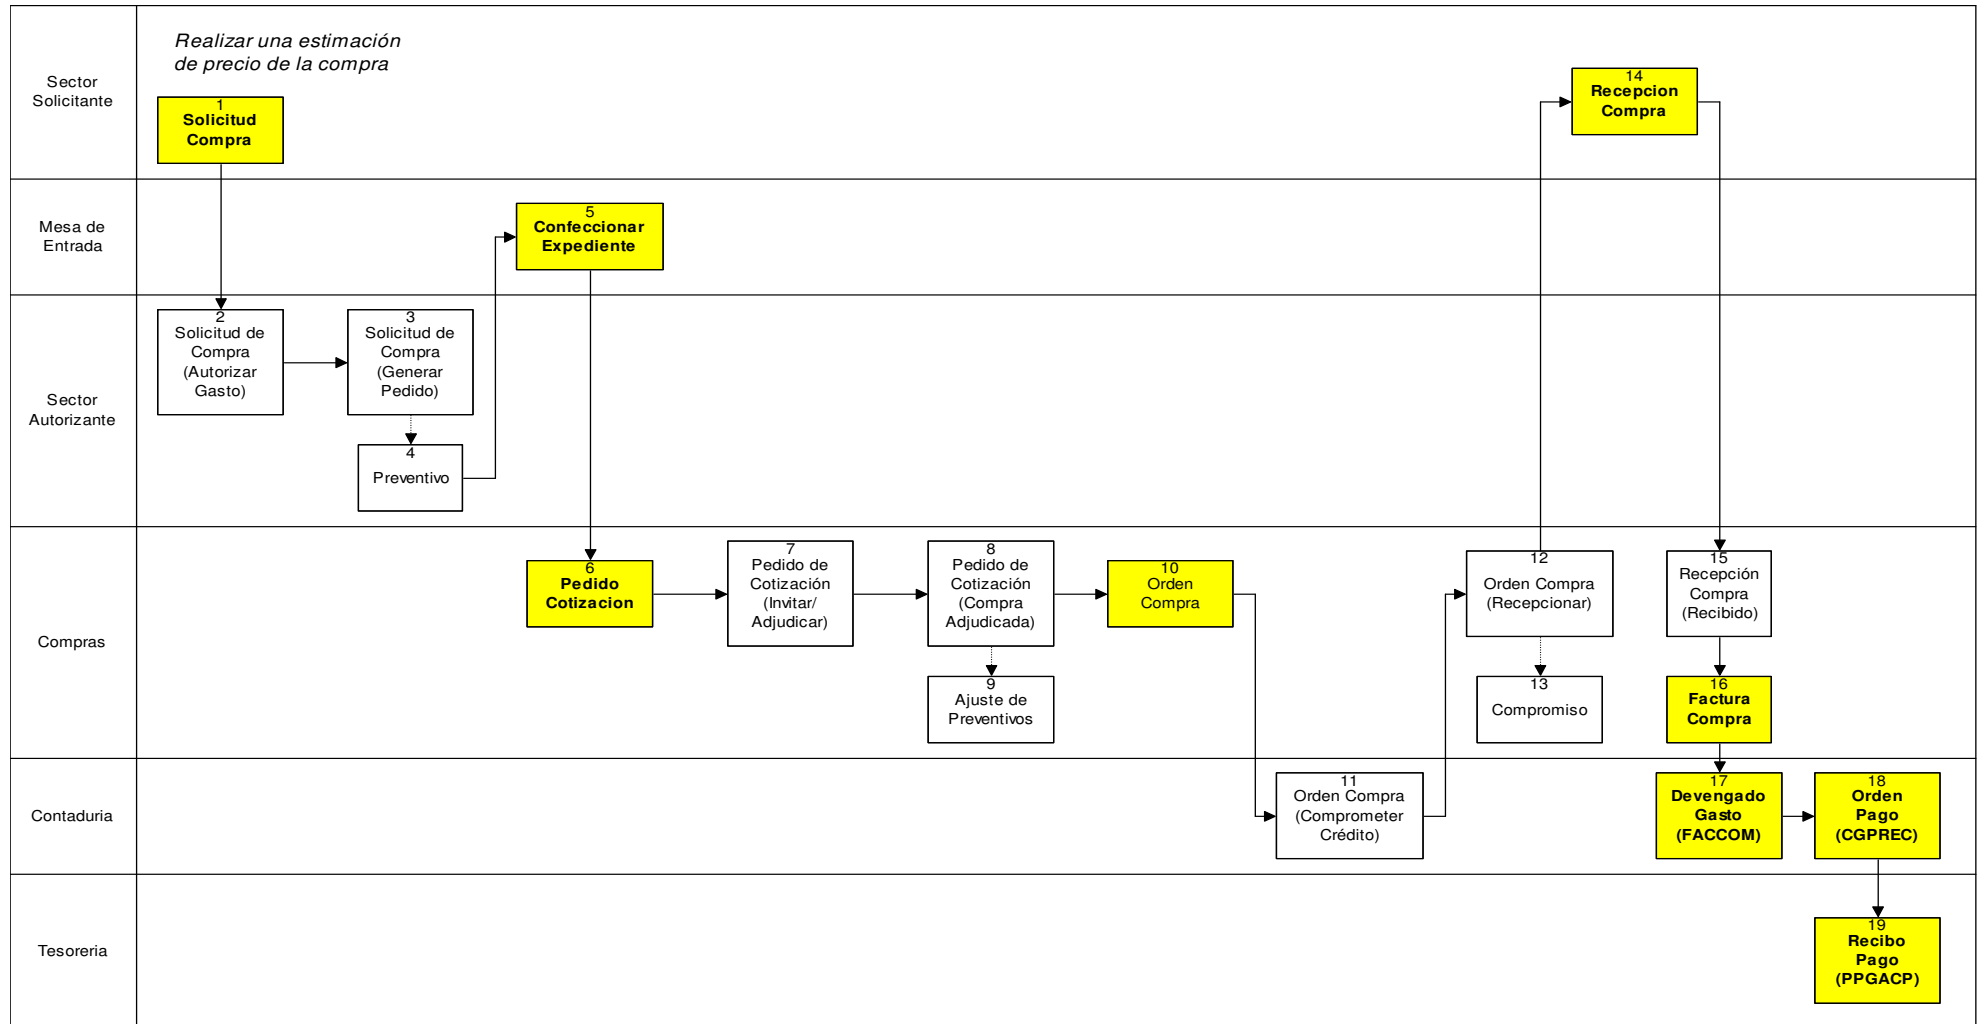 Realizar una estimación
de precio de la compra
Sector
Solicitante
1
Solicitud
Compra
14
Recepcion
Compra
Mesa de
Entrada
5
Confeccionar
Expediente
Sector
Autorizante
2
Solicitud de
Compra
(Autorizar
Gasto)
3
Solicitud de
Compra
(Generar
Pedido)
4
Preventivo
Compras
6
Pedido
Cotizacion
7
Pedido de
Cotización
(Invitar/
Adjudicar)
8
Pedido de
Cotización
(Compra
Adjudicada)
9
Ajuste de
Preventivos
10
Orden
Compra
12
Orden Compra
(Recepcionar)
13
Compromiso
15
Recepción
Compra
(Recibido)
16
Factura
Compra
Contaduria
11
Orden Compra
(Comprometer
Crédito)
17
Devengado
Gasto
(FACCOM)
18
Orden
Pago
(CGPREC)
Tesoreria
19
Recibo
Pago
(PPGACP)